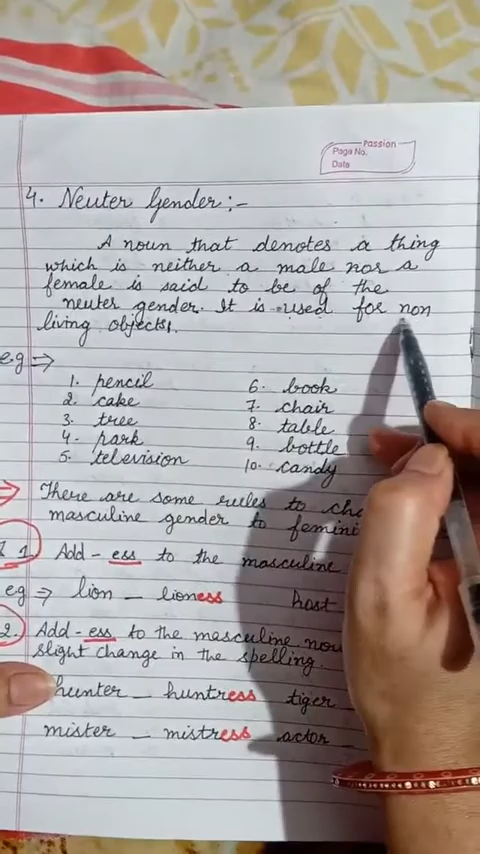 Passion
Page No.
Date
4. Neuter Gender :-
A noun that denotes a thing
which is neither a male nor a
female is said to be of the
neuter gender. It is used for non
living objects.
e.g ⇒
1. pencil 6. book
2. cake 7. chair
3. tree 8. table
4. park 9. bottle
5. television 10. candy
⇒ There are some rules to
masculine gender to
1. Add - ess to the masculine
eg ⇒ lion – lioness host
2. Add - ess to the masculine
slight change in the spelling.
hunter – huntress tiger
mister – mistress actor –